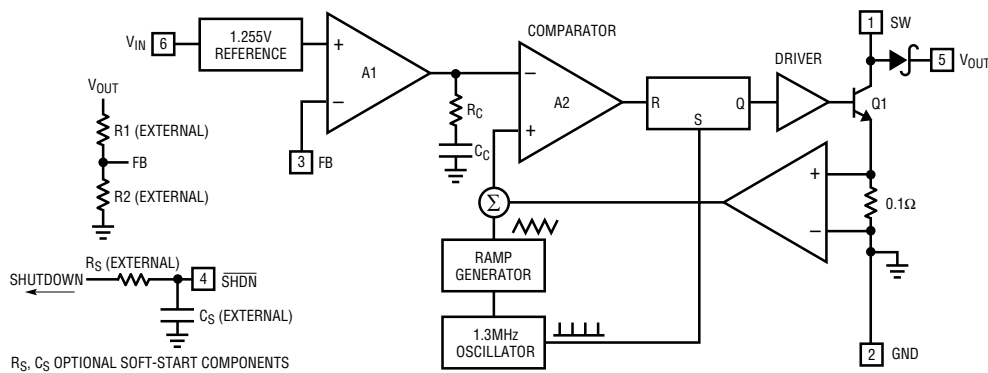 1 SW
COMPARATOR
V_IN 6
1.255V
REFERENCE
+
−
A1
−
+
A2
R S Q
DRIVER
Q1
5 V_OUT
V_OUT
R1 (EXTERNAL)
FB
R2 (EXTERNAL)
3 FB
R_C
C_C
Σ
+
−
0.1Ω
RAMP
GENERATOR
R_S (EXTERNAL)
SHUTDOWN
4 S̅H̅D̅N̅
C_S (EXTERNAL)
1.3MHz
OSCILLATOR
2 GND
R_S, C_S OPTIONAL SOFT-START COMPONENTS